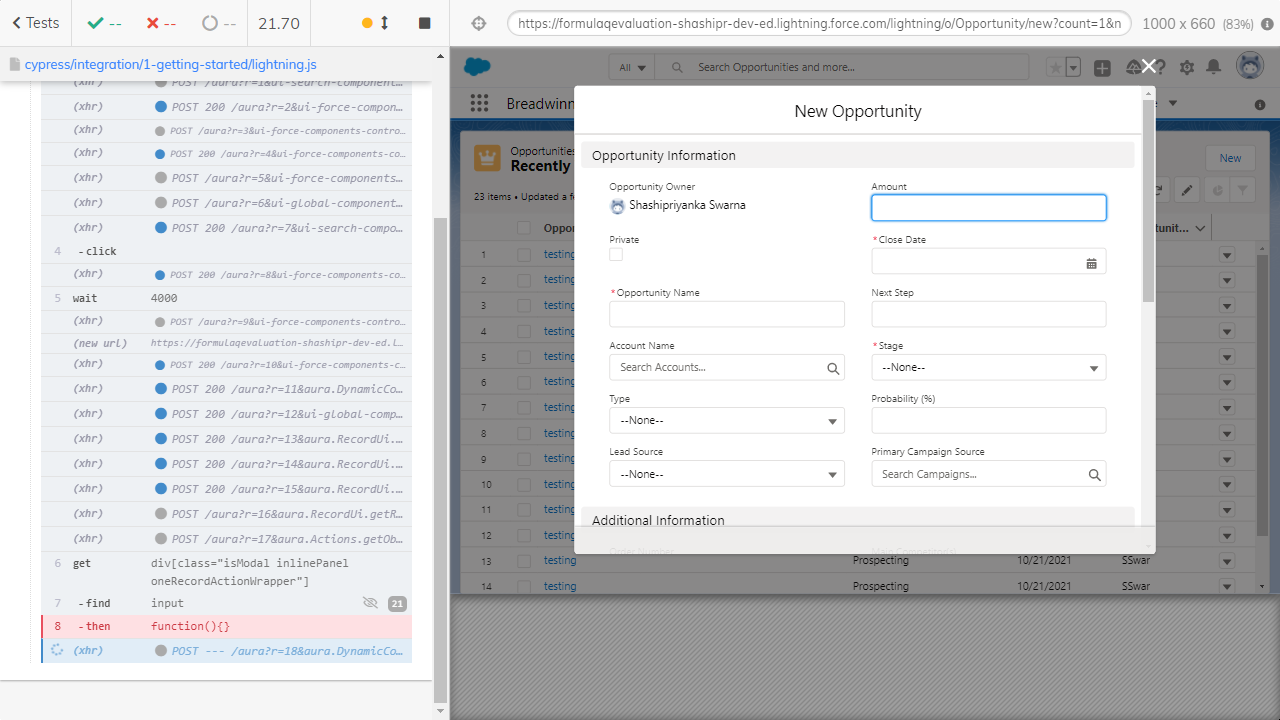 Tests
--
--
--
21.70
https://formulaqevaluation-shashipr-dev-ed.lightning.force.com/lightning/o/Opportunity/new?count=1&n
1000 x 660 (83%)
cypress/integration/1-getting-started/lightning.js
(xhr) POST 200 /aura?r=1&ui-search-compon...
(xhr) POST 200 /aura?r=2&ui-force-compon...
(xhr) POST /aura?r=3&ui-force-components-contro...
(xhr) POST 200 /aura?r=4&ui-force-components-co...
(xhr) POST /aura?r=5&ui-force-components...
(xhr) POST /aura?r=6&ui-global-component...
(xhr) POST 200 /aura?r=7&ui-search-compo...
4 -click
(xhr) POST 200 /aura?r=8&ui-force-components-co...
5 wait 4000
(xhr) POST /aura?r=9&ui-force-components-contro...
(new url) https://formulaqevaluation-shashipr-dev-ed.l...
(xhr) POST 200 /aura?r=10&ui-force-components-c...
(xhr) POST 200 /aura?r=11&aura.DynamicCo...
(xhr) POST 200 /aura?r=12&ui-global-comp...
(xhr) POST 200 /aura?r=13&aura.RecordUi....
(xhr) POST 200 /aura?r=14&aura.RecordUi....
(xhr) POST 200 /aura?r=15&aura.RecordUi....
(xhr) POST /aura?r=16&aura.RecordUi.getR...
(xhr) POST /aura?r=17&aura.Actions.getOb...
6 get div[class="isModal inlinePanel
oneRecordActionWrapper"]
7 -find input 21
8 -then function(){}
(xhr) POST --- /aura?r=18&aura.DynamicCo...
All
Search Opportunities and more...
Breadwinn
Opportunities
Recently
New
23 items • Updated a fe
Oppor
tunit...
New Opportunity
Opportunity Information
Opportunity Owner
Shashipriyanka Swarna
Amount
Private
*Close Date
*Opportunity Name
Next Step
Account Name
Search Accounts...
*Stage
--None--
Type
--None--
Probability (%)
Lead Source
--None--
Primary Campaign Source
Search Campaigns...
Additional Information
Order Number
Main Competitor(s)
1 testing
2 testing
3 testing
4 testing
5 testing
6 testing
7 testing
8 testing
9 testing
10 testing
11 testing
12 testing
13 testing Prospecting 10/21/2021 SSwar
14 testing Prospecting 10/21/2021 SSwar